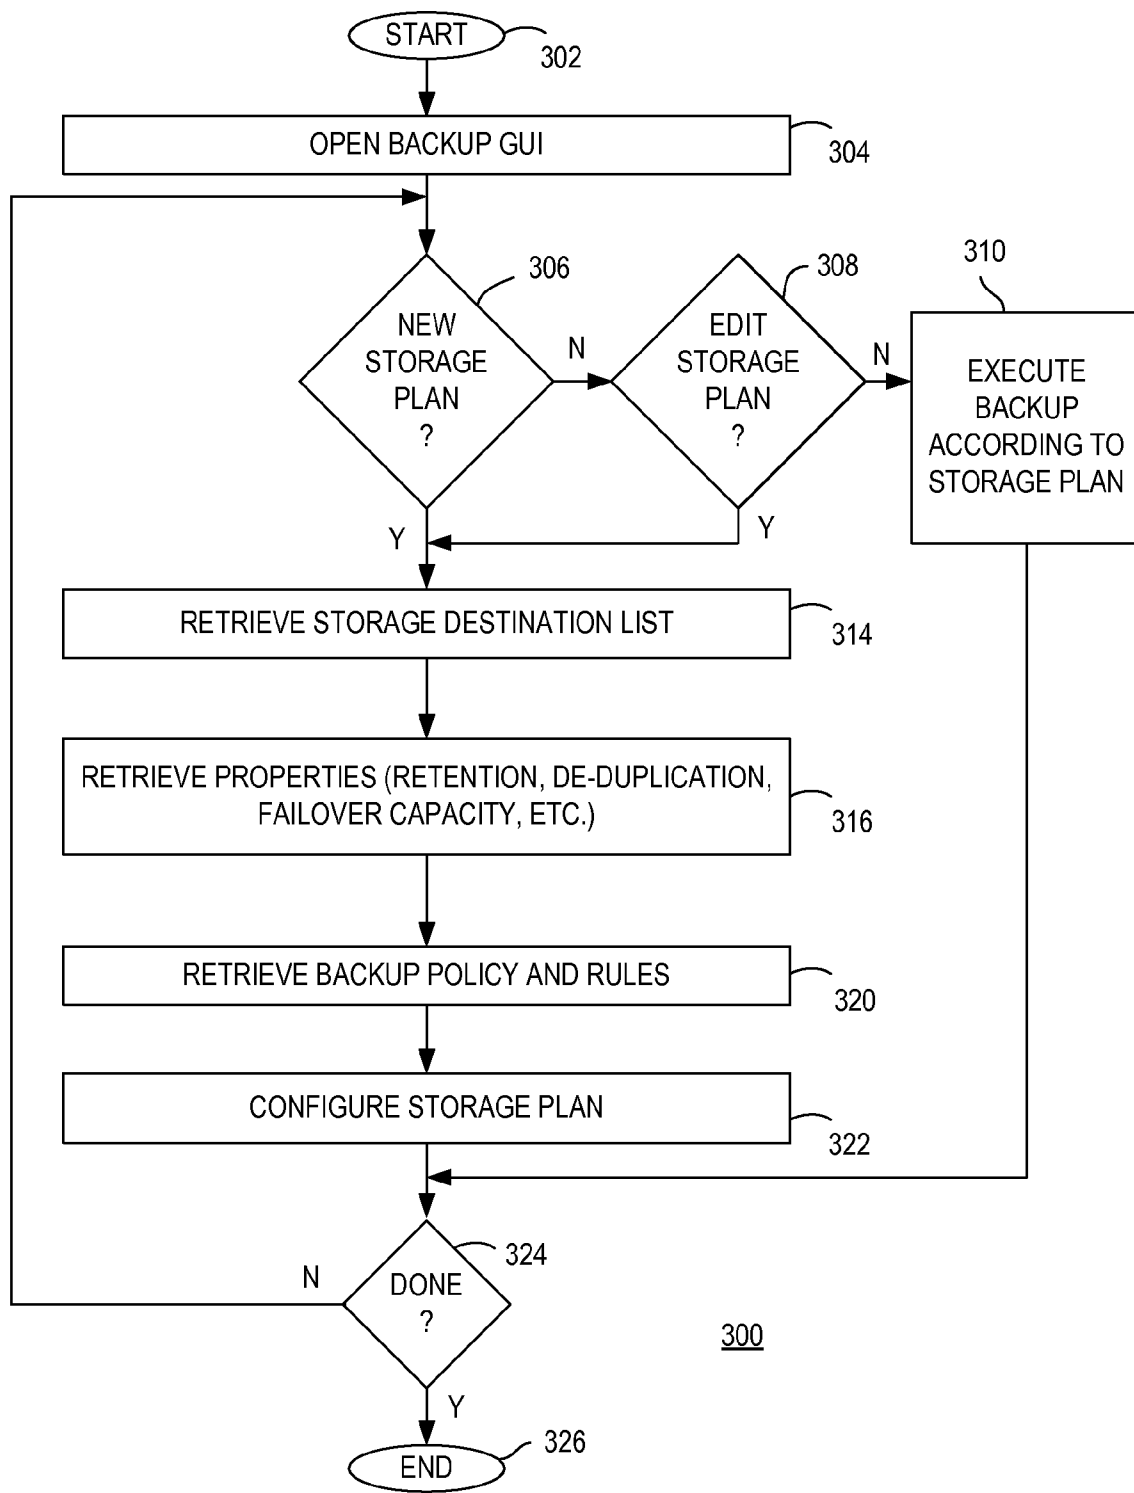 START
302
OPEN BACKUP GUI
304
NEW
STORAGE
PLAN
?
306
N
EDIT
STORAGE
PLAN
?
308
N
310
EXECUTE
BACKUP
ACCORDING TO
STORAGE PLAN
Y
Y
RETRIEVE STORAGE DESTINATION LIST
314
RETRIEVE PROPERTIES (RETENTION, DE-DUPLICATION,
FAILOVER CAPACITY, ETC.)
316
RETRIEVE BACKUP POLICY AND RULES
320
CONFIGURE STORAGE PLAN
322
DONE
?
324
N
300
Y
END
326